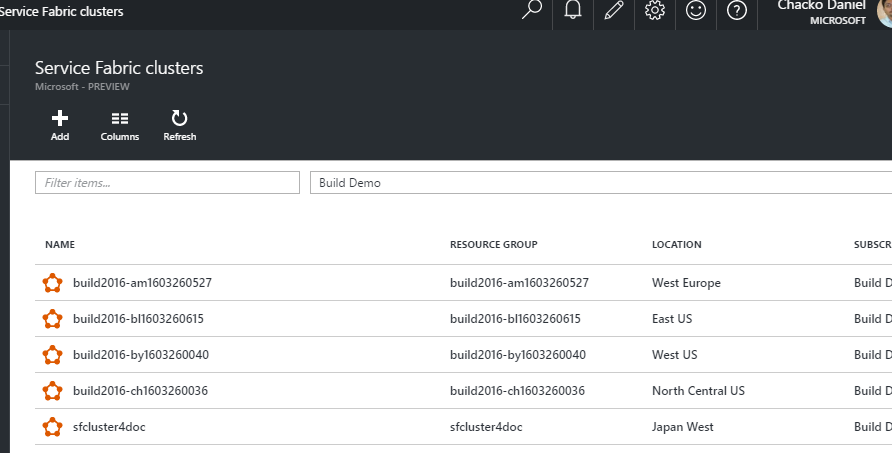 Service Fabric clusters
Chacko Daniel
MICROSOFT
Service Fabric clusters
Microsoft - PREVIEW
Add Columns Refresh
Filter items... Build Demo
NAME RESOURCE GROUP LOCATION SUBSCR
build2016-am1603260527 build2016-am1603260527 West Europe Build D
build2016-bl1603260615 build2016-bl1603260615 East US Build D
build2016-by1603260040 build2016-by1603260040 West US Build D
build2016-ch1603260036 build2016-ch1603260036 North Central US Build D
sfcluster4doc sfcluster4doc Japan West Build D